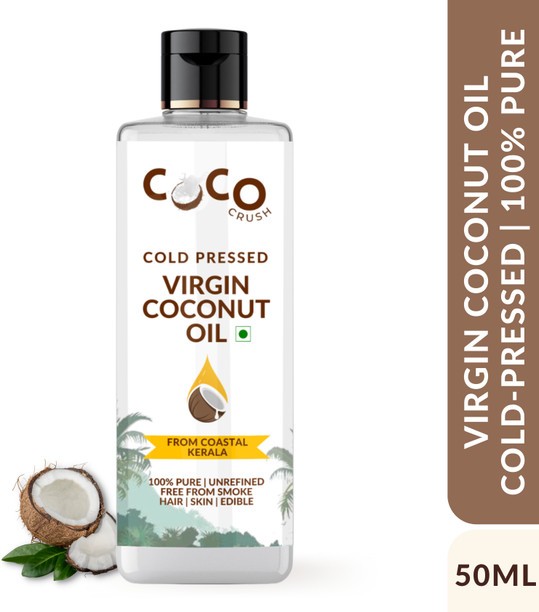 COCO
CRUSH
COLD PRESSED
VIRGIN
COCONUT
OIL
FROM COASTAL
KERALA
100% PURE | UNREFINED
FREE FROM SMOKE
HAIR | SKIN | EDIBLE
VIRGIN COCONUT OIL
COLD-PRESSED | 100% PURE
50ML